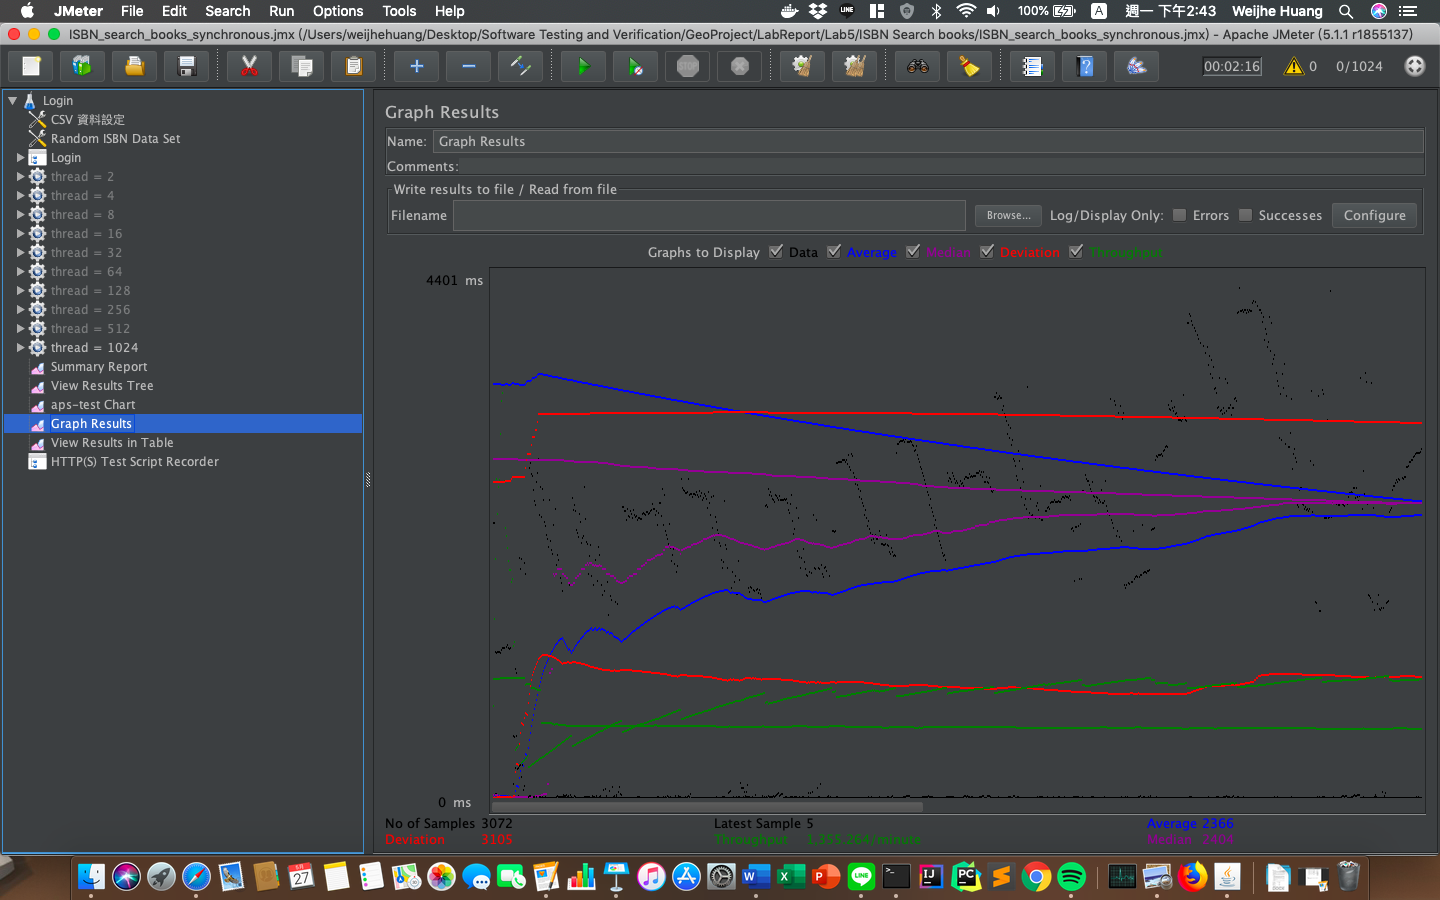 JMeter File Edit Search Run Options Tools Help 100% A 週一 下午2:43 Weijhe Huang
ISBN_search_books_synchronous.jmx (/Users/weijhehuang/Desktop/Software Testing and Verification/GeoProject/LabReport/Lab5/ISBN Search books/ISBN_search_books_synchronous.jmx) - Apache JMeter (5.1.1 r1855137)
STOP 00:02:16 0 0/1024
Login
CSV 資料設定
Random ISBN Data Set
Login
thread = 2
thread = 4
thread = 8
thread = 16
thread = 32
thread = 64
thread = 128
thread = 256
thread = 512
thread = 1024
Summary Report
View Results Tree
aps-test Chart
Graph Results
View Results in Table
HTTP(S) Test Script Recorder
Graph Results
Name: Graph Results
Comments:
Write results to file / Read from file
Filename Browse... Log/Display Only: Errors Successes Configure
Graphs to Display Data Average Median Deviation Throughput
4401 ms
0 ms
No of Samples 3072 Latest Sample 5 Average 2366
Deviation 3105 Throughput 1,355.264/minute Median